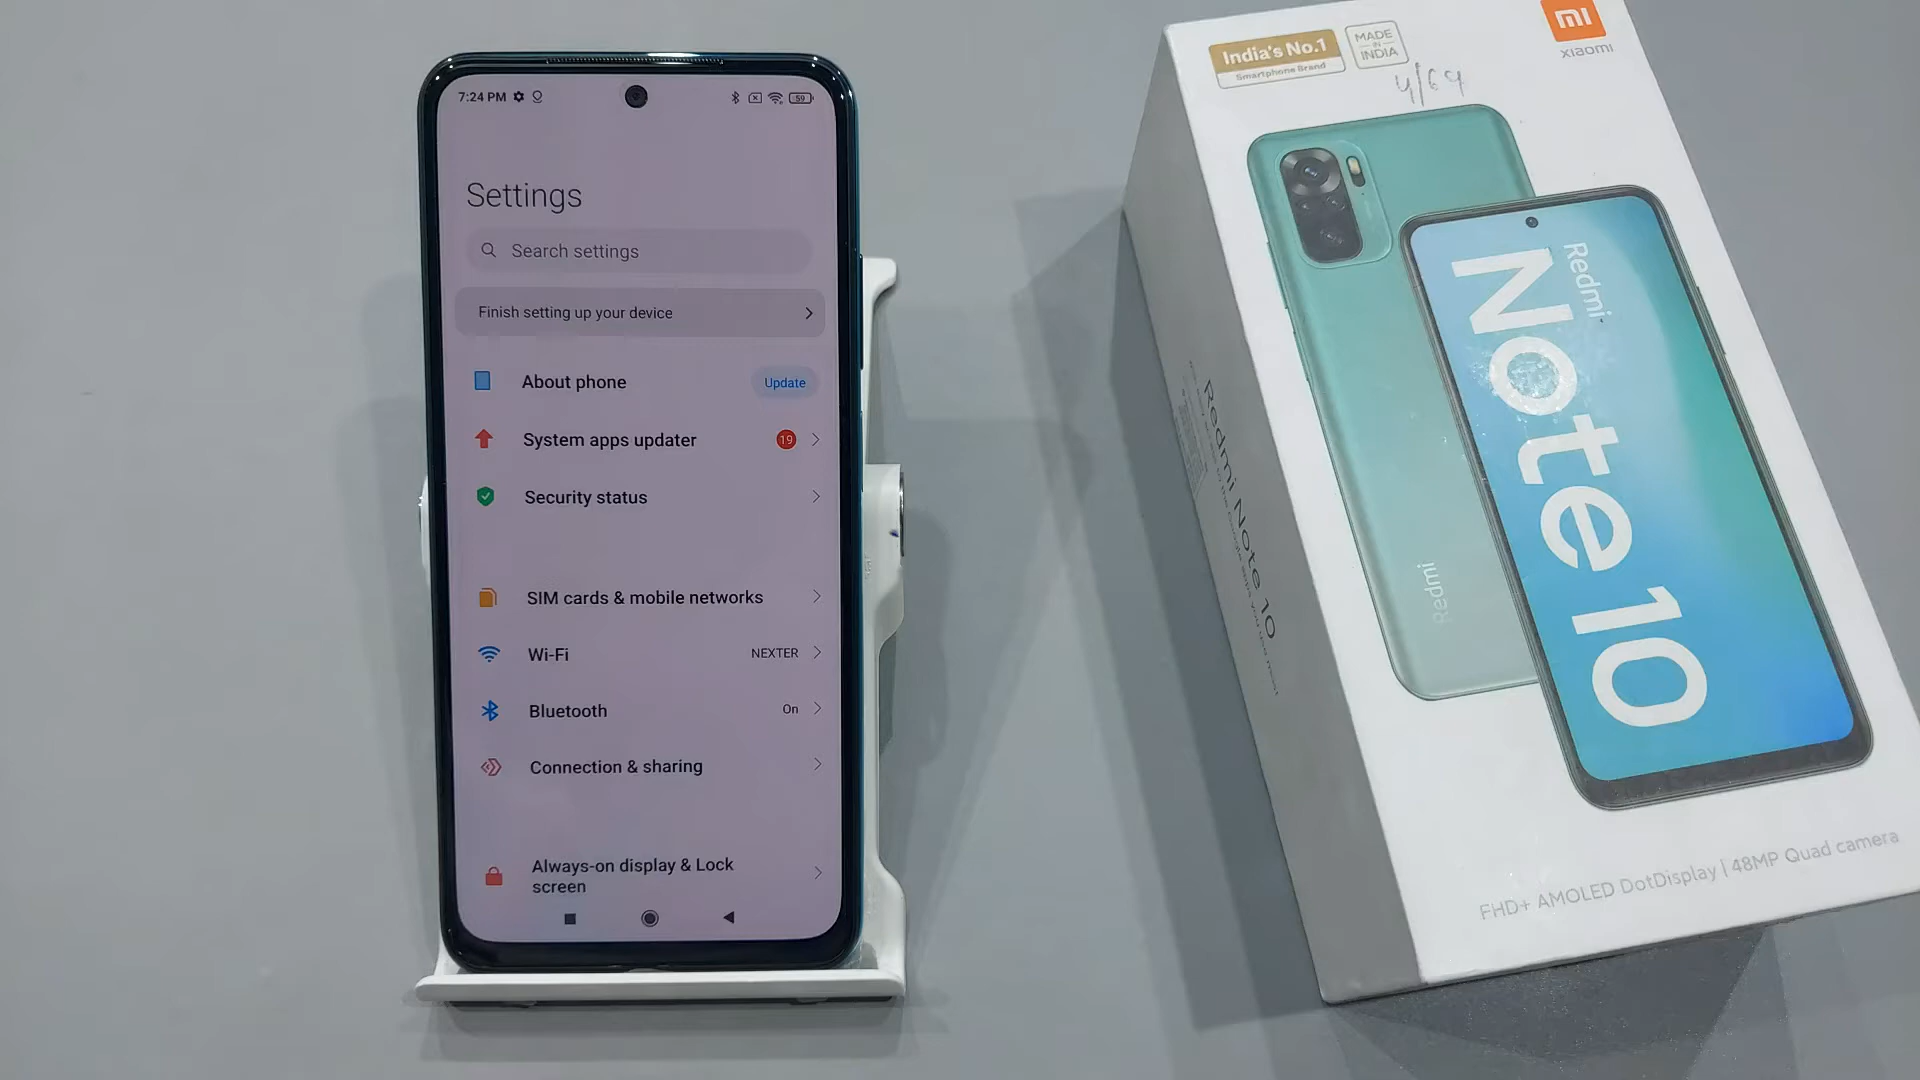 7:24 PM
59
Settings
Search settings
Finish setting up your device
About phone
Update
System apps updater
19
Security status
SIM cards & mobile networks
Wi-Fi
NEXTER
Bluetooth
On
Connection & sharing
Always-on display & Lock
screen
India's No.1
Smartphone Brand
MADE
IN
INDIA
4/64
mi
xiaomi
Redmi
Note 10
Redmi
Redmi Note 10
FHD+ AMOLED DotDisplay | 48MP Quad camera